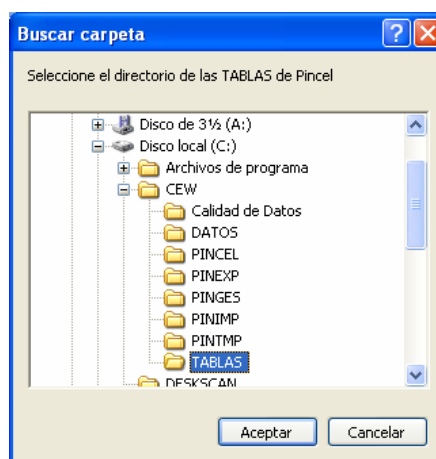 Buscar carpeta
Seleccione el directorio de las TABLAS de Pincel
Disco de 3½ (A:)
Disco local (C:)
Archivos de programa
CEW
Calidad de Datos
DATOS
PINCEL
PINEXP
PINGES
PINIMP
PINTMP
TABLAS
DESKSCAN
Aceptar Cancelar